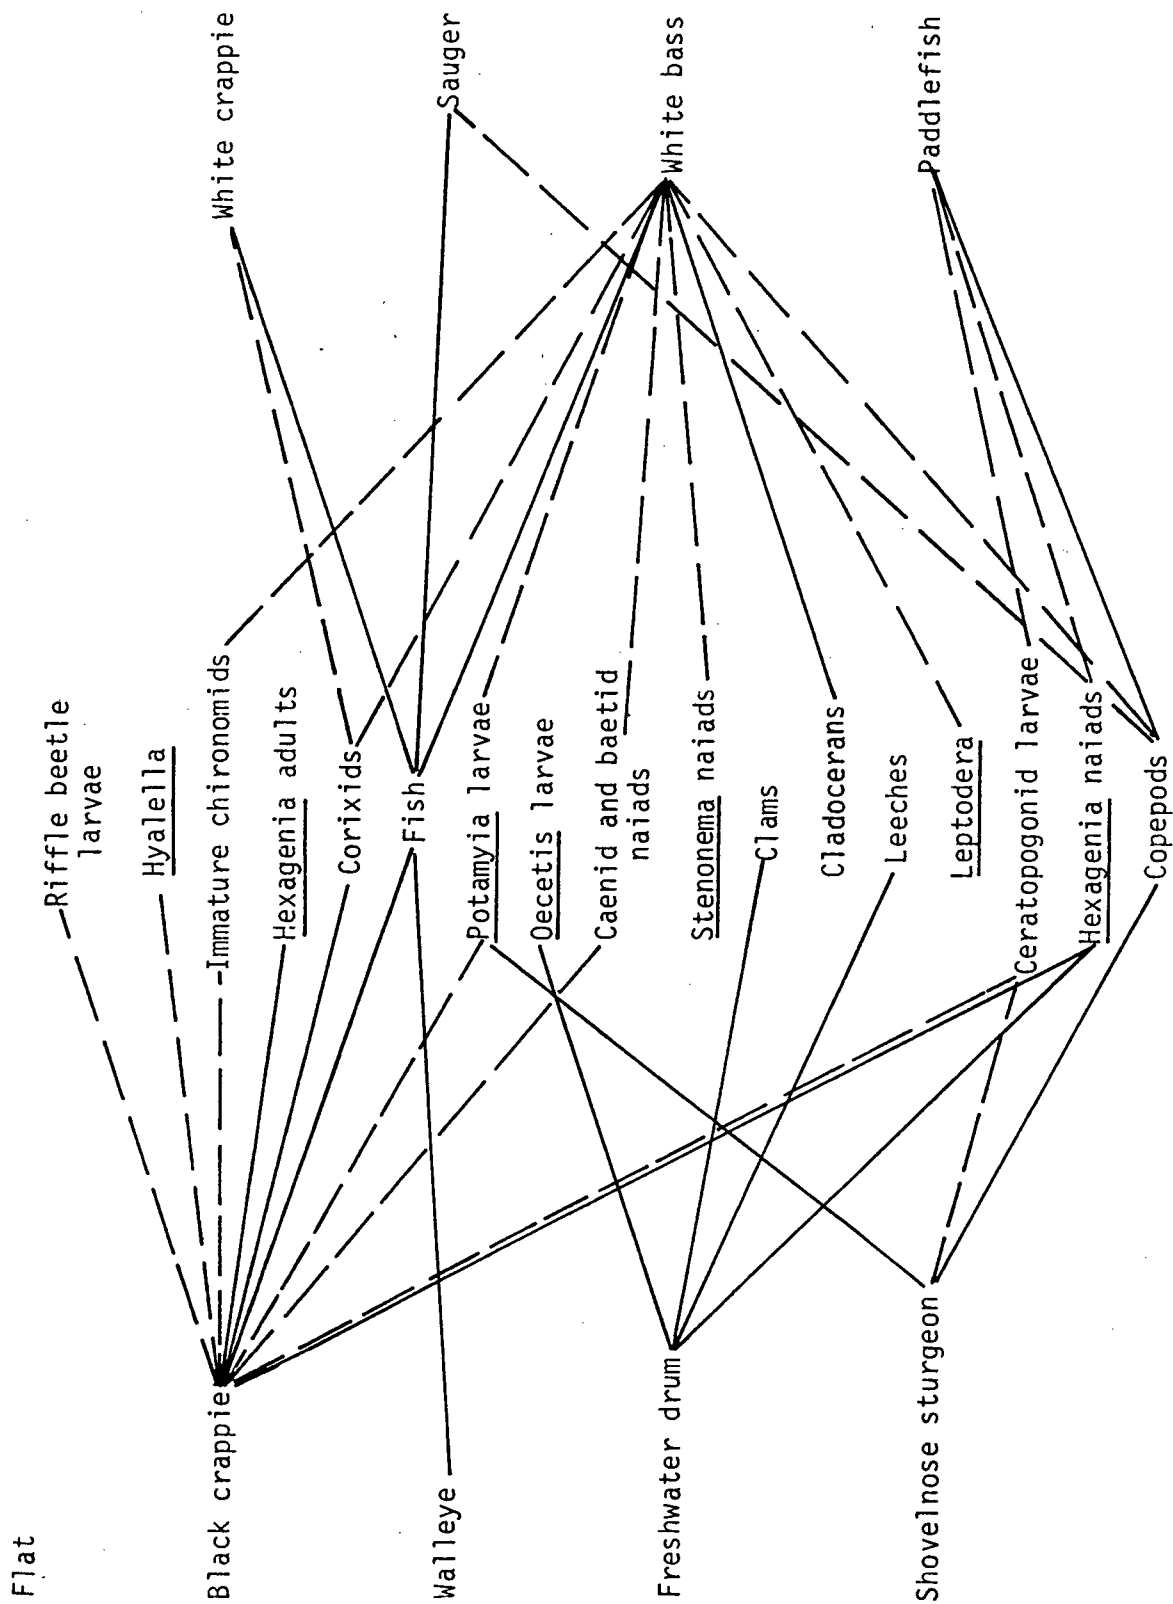 Flat
Black crappie
Walleye
Freshwater drum
Shovelnose sturgeon
Riffle beetle
larvae
Hyalella
Immature chironomids
Hexagenia adults
Corixids
Fish
Potamyia larvae
Oecetis larvae
Caenid and baetid
naiads
Stenonema naiads
Clams
Cladocerans
Leeches
Leptodera
Ceratopogonid larvae
Hexagenia naiads
Copepods
White crappie
Sauger
White bass
Paddlefish